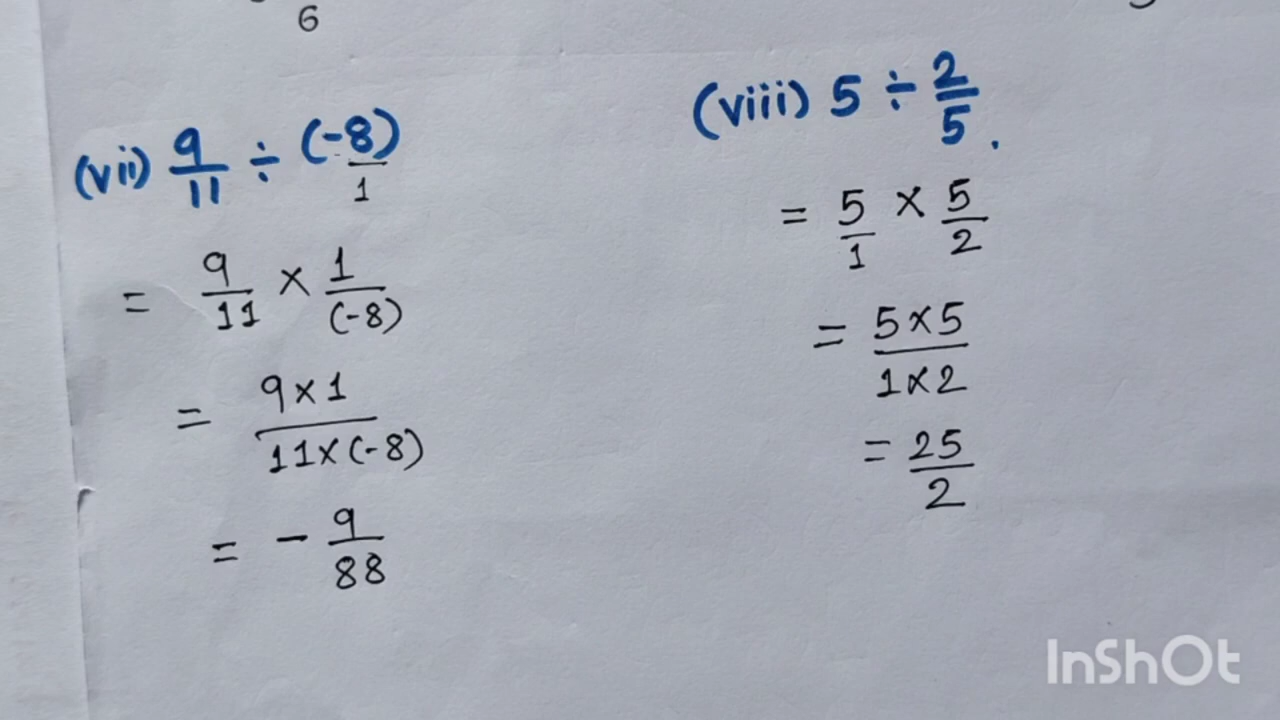 6
(vii) 9/11 ÷ (-8)/1
= 9/11 × 1/(-8)
= 9×1/11×(-8)
= - 9/88
(viii) 5 ÷ 2/5.
= 5/1 × 5/2
= 5×5/1×2
= 25/2
InShOt